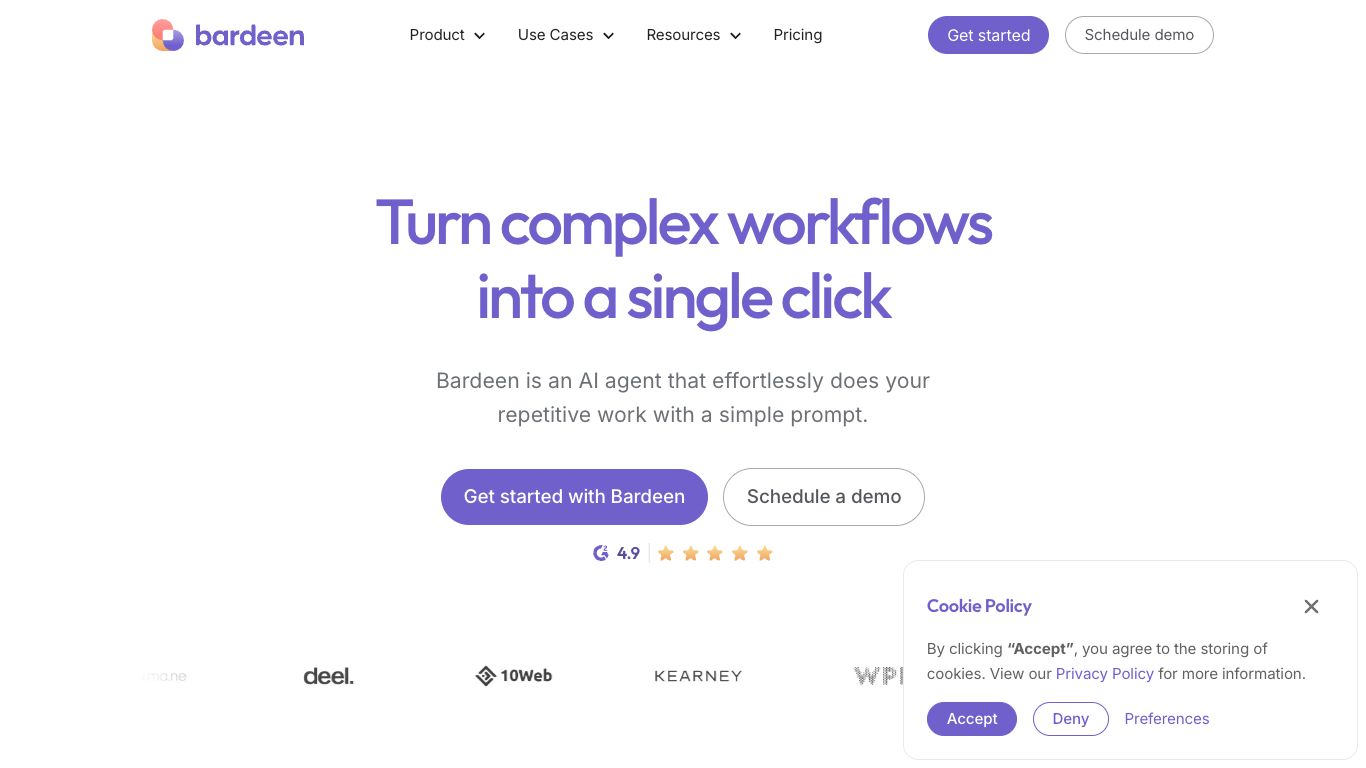 bardeen
Product
Use Cases
Resources
Pricing
Get started
Schedule demo
Turn complex workflows
into a single click
Bardeen is an AI agent that effortlessly does your
repetitive work with a simple prompt.
Get started with Bardeen
Schedule a demo
4.9
deel.
10Web
KEARNEY
Cookie Policy
By clicking “Accept”, you agree to the storing of
cookies. View our Privacy Policy for more information.
Accept
Deny
Preferences